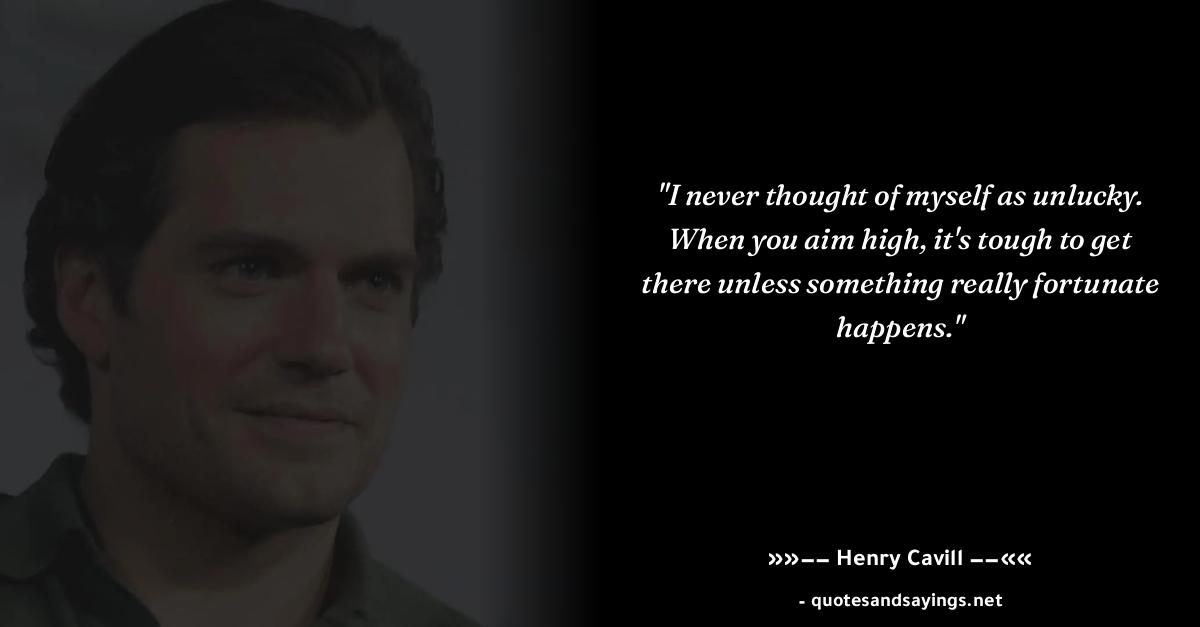 "I never thought of myself as unlucky.
When you aim high, it's tough to get
there unless something really fortunate
happens."
»»−− Henry Cavill −−««
- quotesandsayings.net